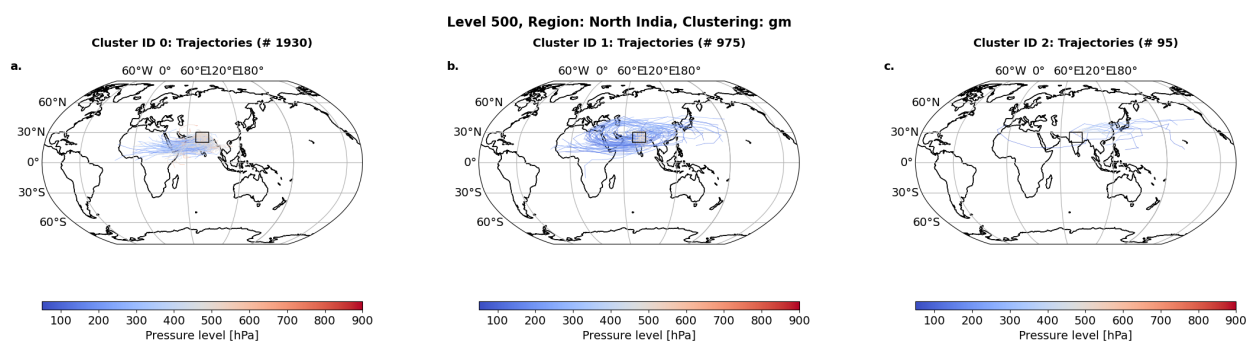 Level 500, Region: North India, Clustering: gm
Cluster ID 0: Trajectories (# 1930)
a.
60°W 0° 60°E120°E180°
60°N
30°N
0°
30°S
60°S
100 200 300 400 500 600 700 800 900
Pressure level [hPa]
Cluster ID 1: Trajectories (# 975)
b.
60°W 0° 60°E120°E180°
60°N
30°N
0°
30°S
60°S
100 200 300 400 500 600 700 800 900
Pressure level [hPa]
Cluster ID 2: Trajectories (# 95)
c.
60°W 0° 60°E120°E180°
60°N
30°N
0°
30°S
60°S
100 200 300 400 500 600 700 800 900
Pressure level [hPa]